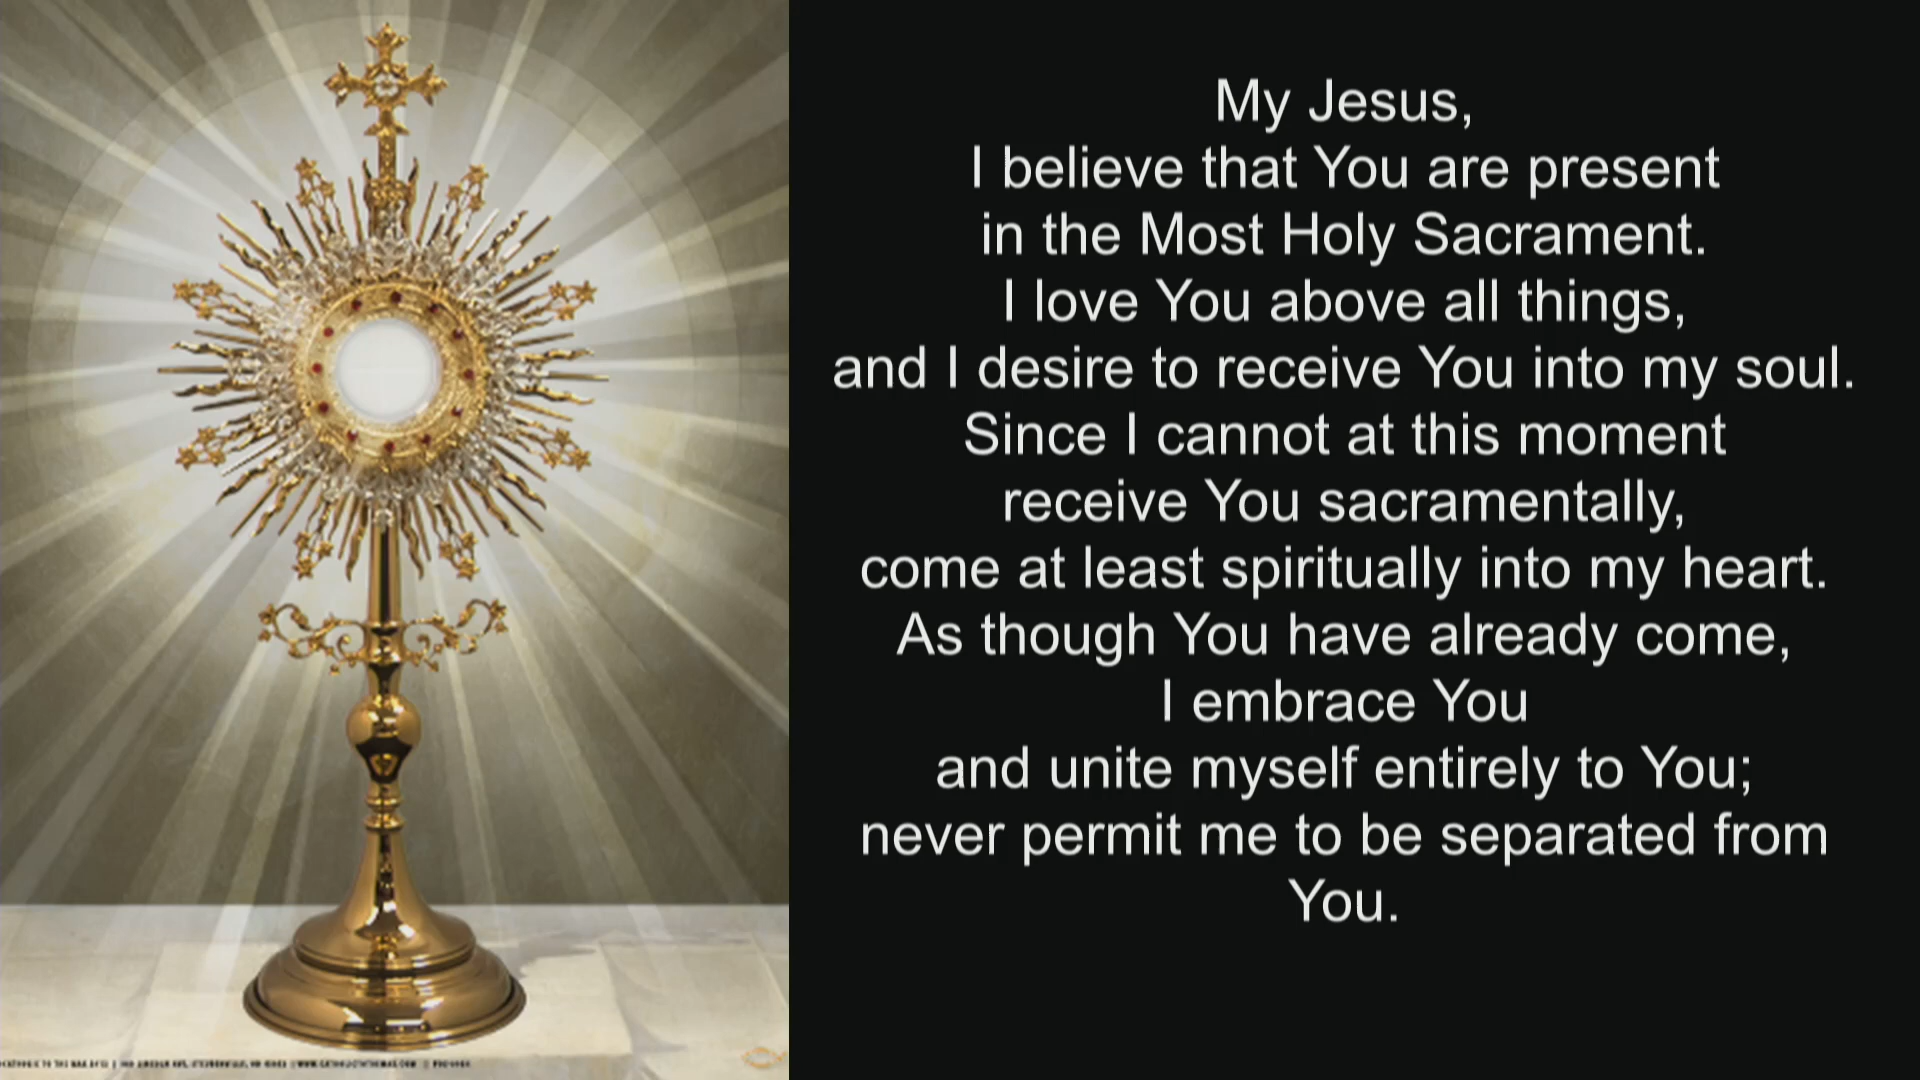 My Jesus,
I believe that You are present
in the Most Holy Sacrament.
I love You above all things,
and I desire to receive You into my soul.
Since I cannot at this moment
receive You sacramentally,
come at least spiritually into my heart.
As though You have already come,
I embrace You
and unite myself entirely to You;
never permit me to be separated from
You.